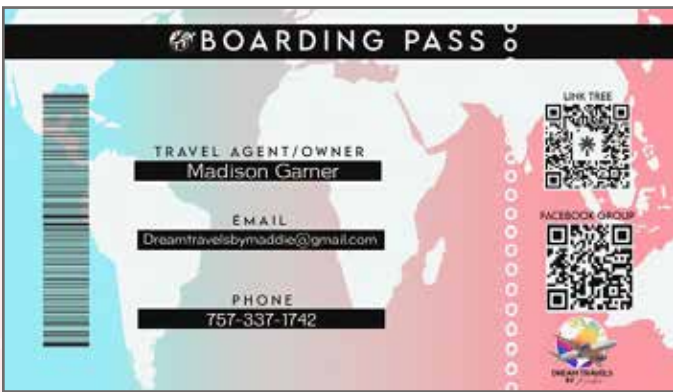 BOARDING PASS
TRAVEL AGENT/OWNER
Madison Garner
EMAIL
Dreamtravelsbymaddie@gmail.com
PHONE
757-337-1742
LINK TREE
FACEBOOK GROUP
DREAM TRAVELS
BY